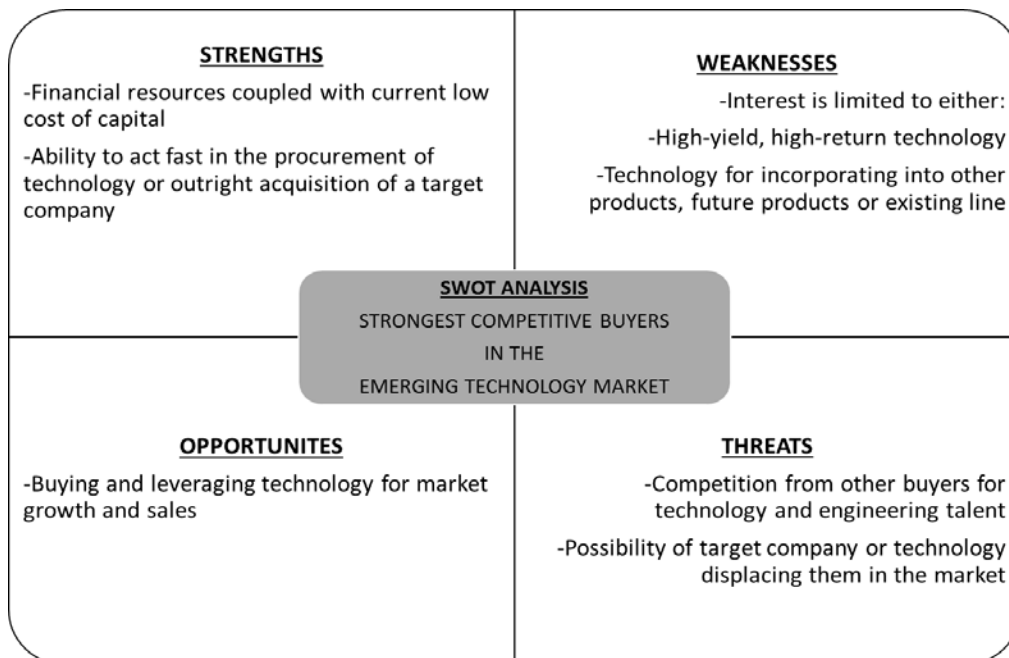 STRENGTHS
-Financial resources coupled with current low
cost of capital
-Ability to act fast in the procurement of
technology or outright acquisition of a target
company
WEAKNESSES
-Interest is limited to either:
-High-yield, high-return technology
-Technology for incorporating into other
products, future products or existing line
SWOT ANALYSIS
STRONGEST COMPETITIVE BUYERS
IN THE
EMERGING TECHNOLOGY MARKET
OPPORTUNITES
-Buying and leveraging technology for market
growth and sales
THREATS
-Competition from other buyers for
technology and engineering talent
-Possibility of target company or technology
displacing them in the market